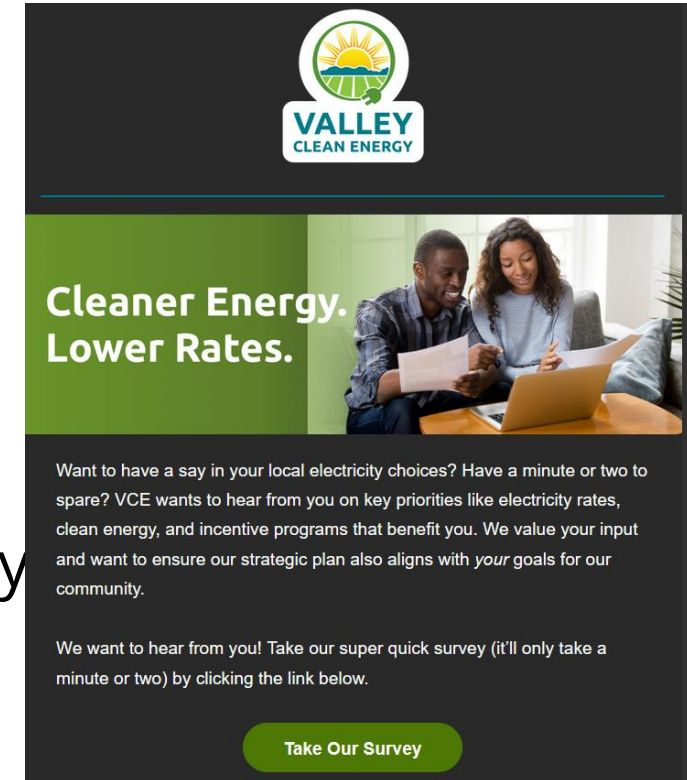 VALLEY
CLEAN ENERGY
Cleaner Energy.
Lower Rates.
Want to have a say in your local electricity choices? Have a minute or two to
spare? VCE wants to hear from you on key priorities like electricity rates,
clean energy, and incentive programs that benefit you. We value your input
and want to ensure our strategic plan also aligns with your goals for our
community.
y
We want to hear from you! Take our super quick survey (it'll only take a
minute or two) by clicking the link below.
Take Our Survey